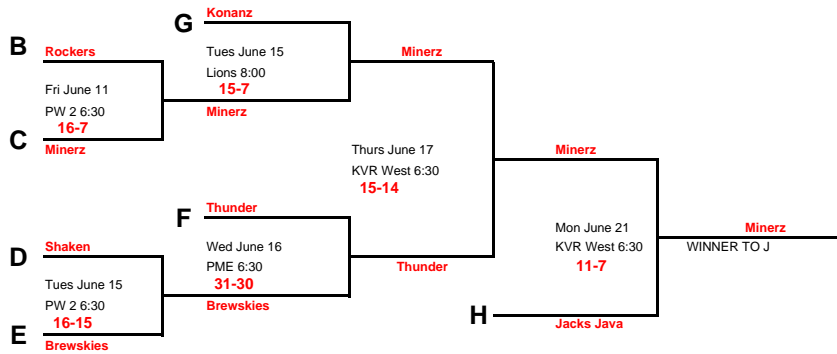 G
Konanz
B
Rockers
Tues June 15
Lions 8:00
15-7
Minerz
Fri June 11
PW 2 6:30
16-7
Minerz
C
Minerz
Thurs June 17
KVR West 6:30
15-14
Minerz
F
Thunder
D
Shaken
Wed June 16
PME 6:30
31-30
Thunder
Tues June 15
PW 2 6:30
16-15
Brewskies
E
Brewskies
Mon June 21
KVR West 6:30
11-7
Minerz
WINNER TO J
H
Jacks Java